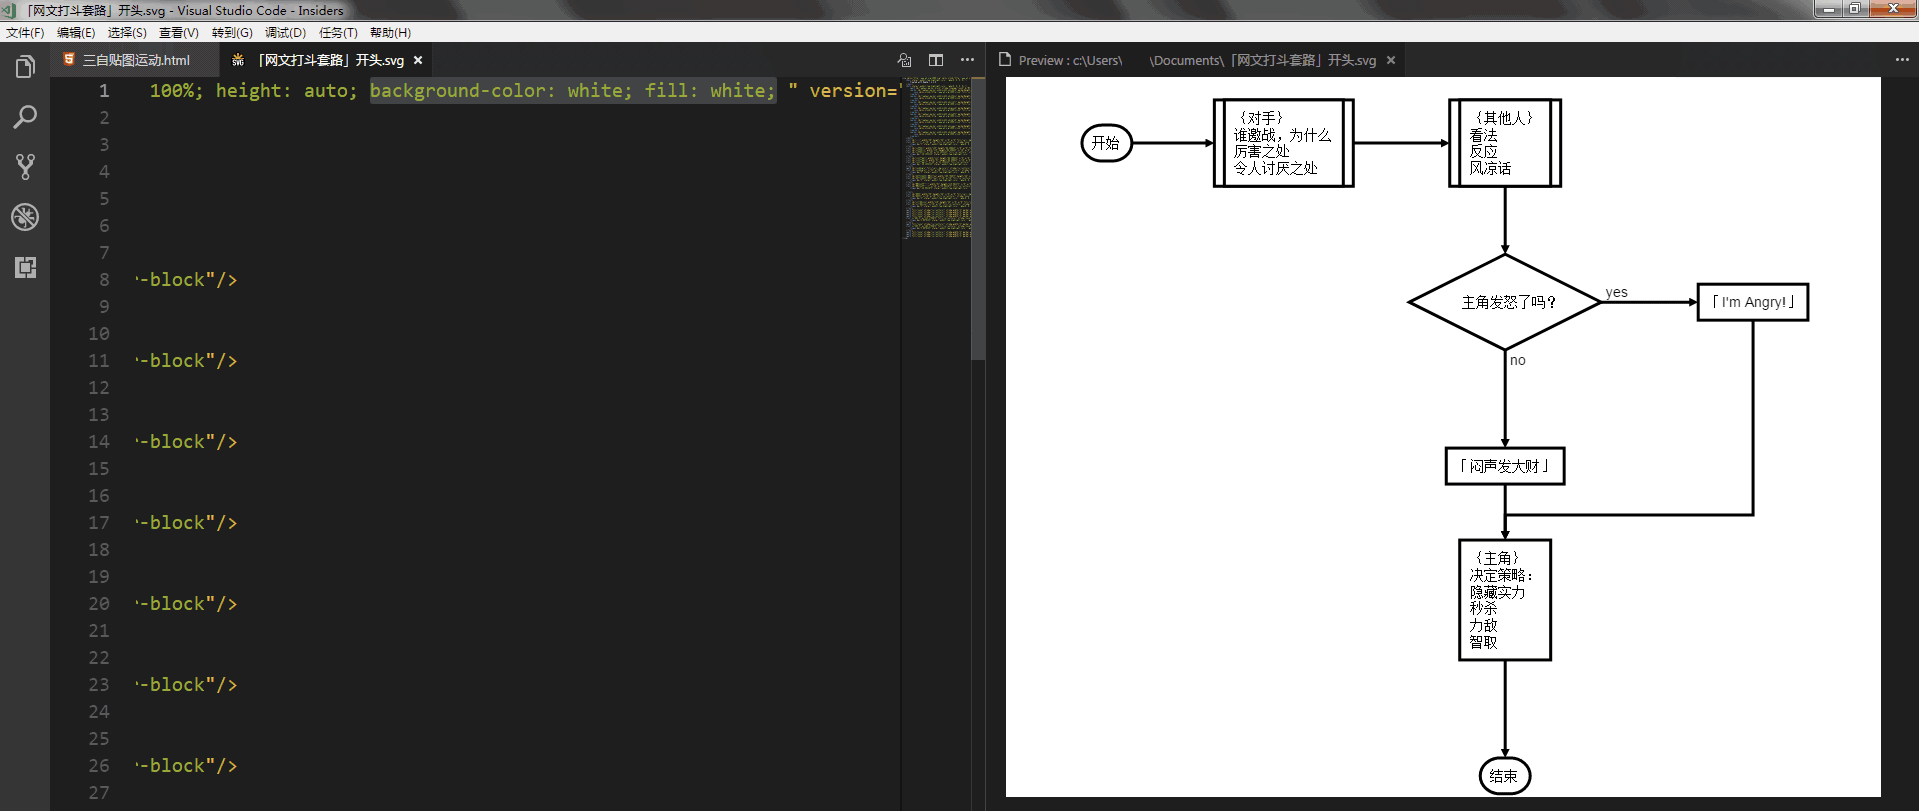 「网文打斗套路」开头.svg - Visual Studio Code - Insiders
文件(F) 编辑(E) 选择(S) 查看(V) 转到(G) 调试(D) 任务(T) 帮助(H)
三自贴图运动.html
「网文打斗套路」开头.svg
Preview : c:\Users\ \Documents\「网文打斗套路」开头.svg
1 100%; height: auto; background-color: white; fill: white; " version="
2
3
4
5
6
7
8 -block"/>
9
10
11 -block"/>
12
13
14 -block"/>
15
16
17 -block"/>
18
19
20 -block"/>
21
22
23 -block"/>
24
25
26 -block"/>
27
开始
{对手}
谁邀战，为什么
厉害之处
令人讨厌之处
{其他人}
看法
反应
风凉话
主角发怒了吗？
yes
「I'm Angry!」
no
「闷声发大财」
{主角}
决定策略：
隐藏实力
秒杀
力敌
智取
结束